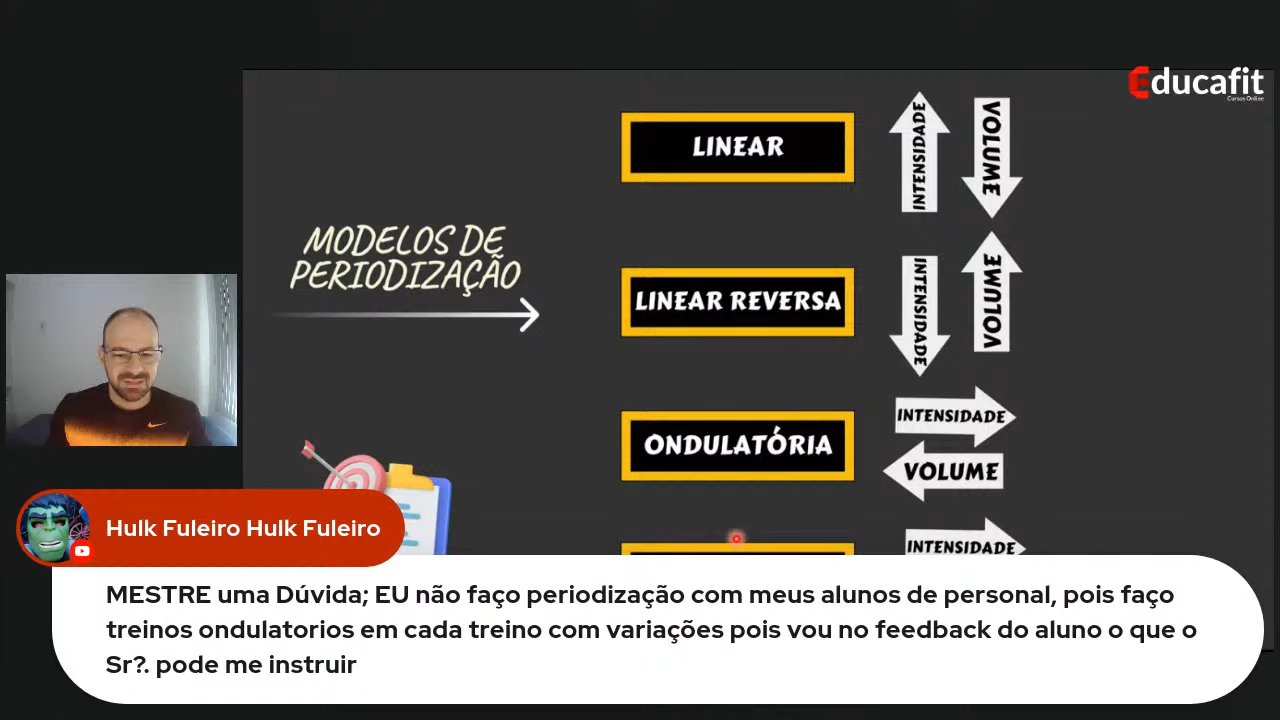 Educafit
Cursos Online
LINEAR
INTENSIDADE
VOLUME
MODELOS DE
PERIODIZAÇÃO
LINEAR REVERSA
INTENSIDADE
VOLUME
ONDULATÓRIA
INTENSIDADE
VOLUME
INTENSIDADE
Hulk Fuleiro Hulk Fuleiro
MESTRE uma Dúvida; EU não faço periodização com meus alunos de personal, pois faço
treinos ondulatorios em cada treino com variações pois vou no feedback do aluno o que o
Sr?. pode me instruir